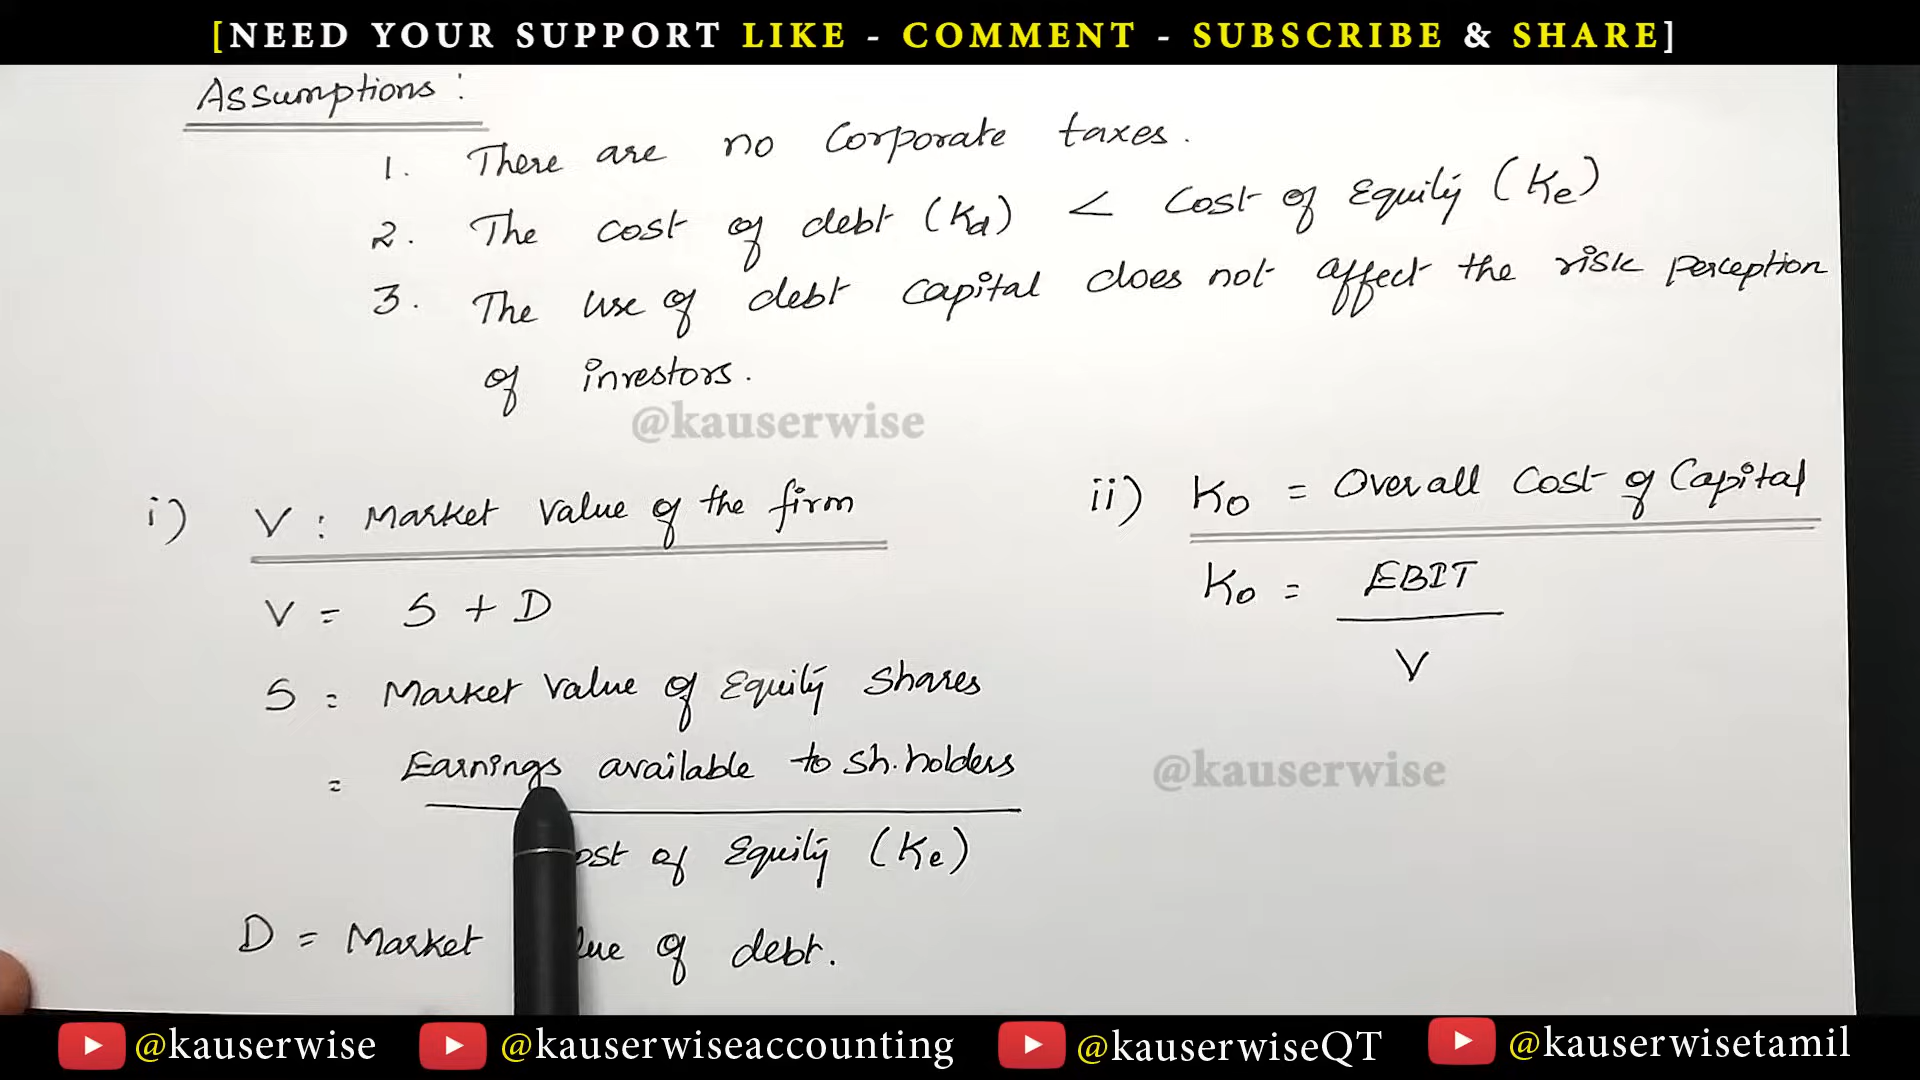 [NEED YOUR SUPPORT LIKE - COMMENT - SUBSCRIBE & SHARE]
Assumptions:
1. There are no Corporate taxes.
2. The cost of debt (Kd) < Cost of Equity (Ke)
3. The use of debt capital does not affect the risk perception
of investors.
@kauserwise
i) V : Market Value of the firm
V = S + D
S = Market Value of Equity Shares
= Earnings available to Sh.holders
of Equity (Ke)
D = Market of debt.
ii) Ko = Overall Cost of Capital
Ko = EBIT
V
@kauserwise
@kauserwise @kauserwiseaccounting @kauserwiseQT @kauserwisetamil